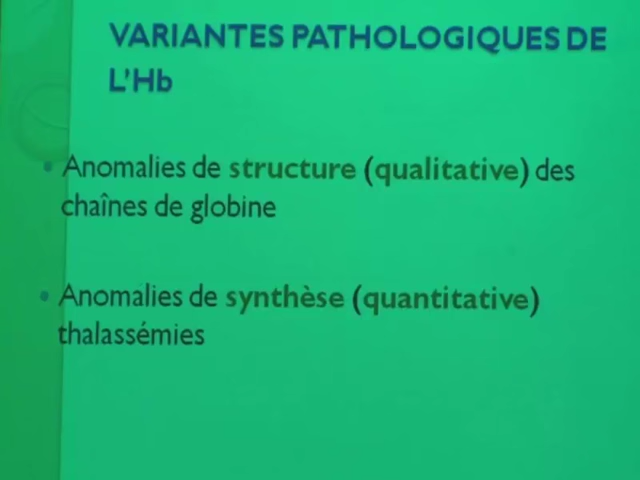 VARIANTES PATHOLOGIQUES DE
L'Hb
• Anomalies de structure (qualitative) des
chaînes de globine
• Anomalies de synthèse (quantitative)
thalassémies